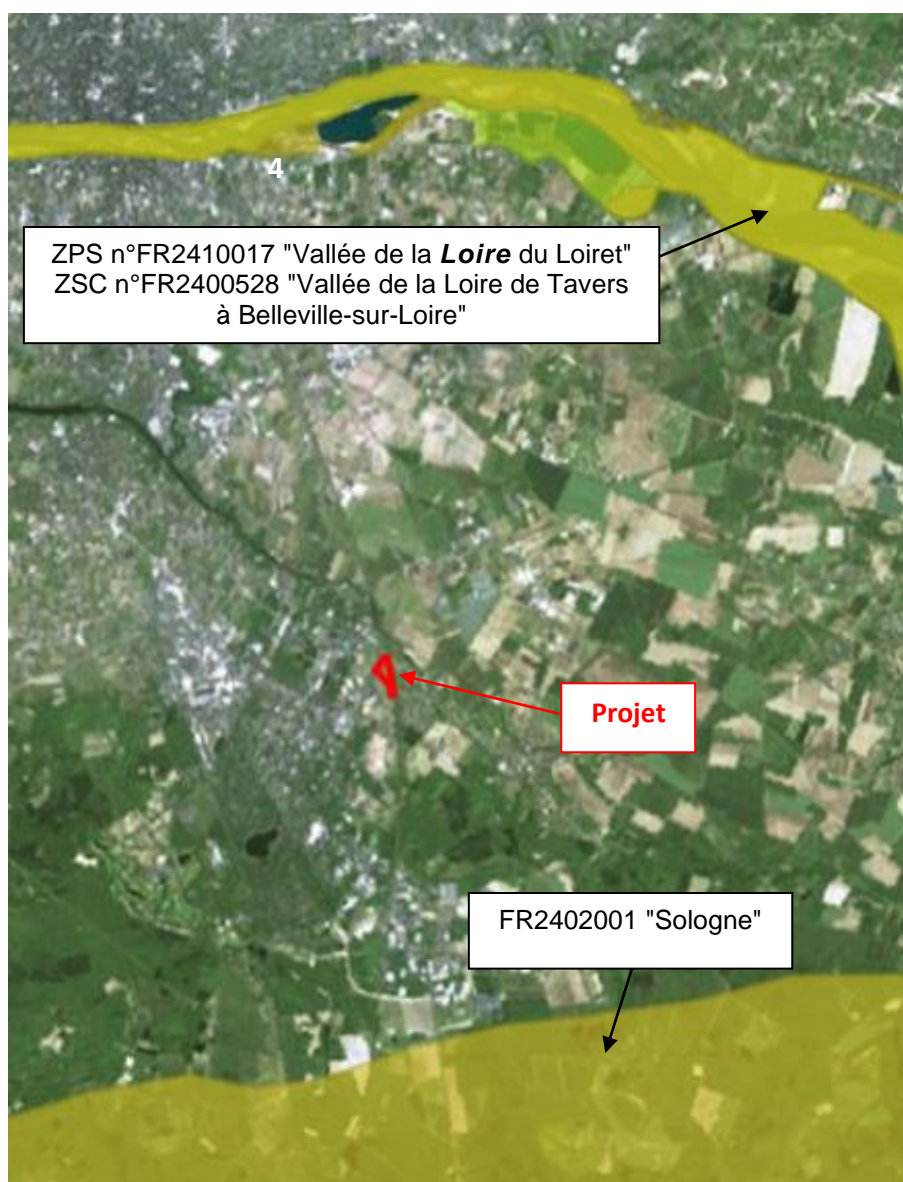 4
ZPS n°FR2410017 "Vallée de la Loire du Loiret"
ZSC n°FR2400528 "Vallée de la Loire de Tavers
à Belleville-sur-Loire"
Projet
FR2402001 "Sologne"